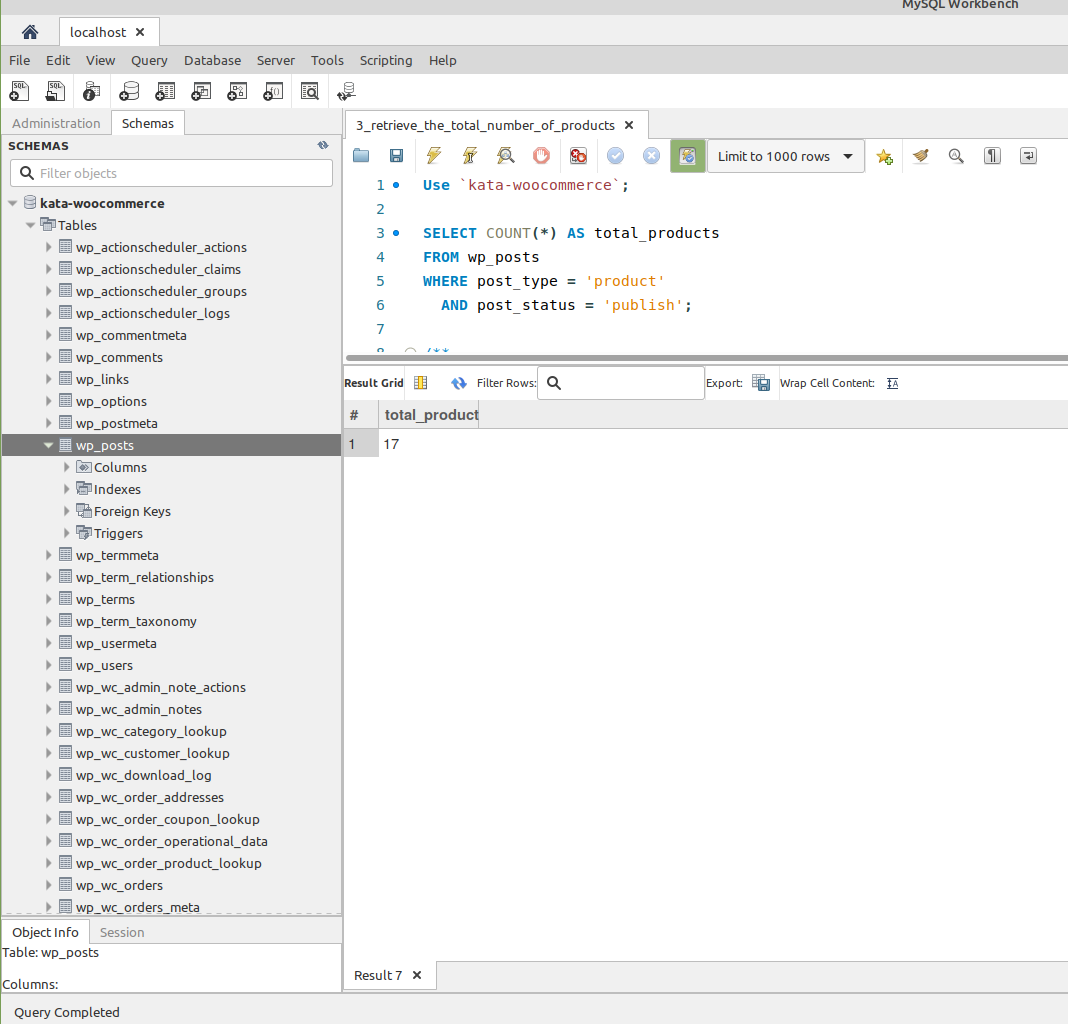 MySQL Workbench
localhost
File Edit View Query Database Server Tools Scripting Help
Administration Schemas
SCHEMAS
Filter objects
kata-woocommerce
Tables
wp_actionscheduler_actions
wp_actionscheduler_claims
wp_actionscheduler_groups
wp_actionscheduler_logs
wp_commentmeta
wp_comments
wp_links
wp_options
wp_postmeta
wp_posts
Columns
Indexes
Foreign Keys
Triggers
wp_termmeta
wp_term_relationships
wp_terms
wp_term_taxonomy
wp_usermeta
wp_users
wp_wc_admin_note_actions
wp_wc_admin_notes
wp_wc_category_lookup
wp_wc_customer_lookup
wp_wc_download_log
wp_wc_order_addresses
wp_wc_order_coupon_lookup
wp_wc_order_operational_data
wp_wc_order_product_lookup
wp_wc_orders
wp_wc_orders_meta
Object Info Session
Table: wp_posts
Columns:
3_retrieve_the_total_number_of_products
Limit to 1000 rows
1 Use `kata-woocommerce`;
2
3 SELECT COUNT(*) AS total_products
4 FROM wp_posts
5 WHERE post_type = 'product'
6 AND post_status = 'publish';
7
8 /**
Result Grid Filter Rows: Export: Wrap Cell Content:
# total_product
1 17
Result 7
Query Completed